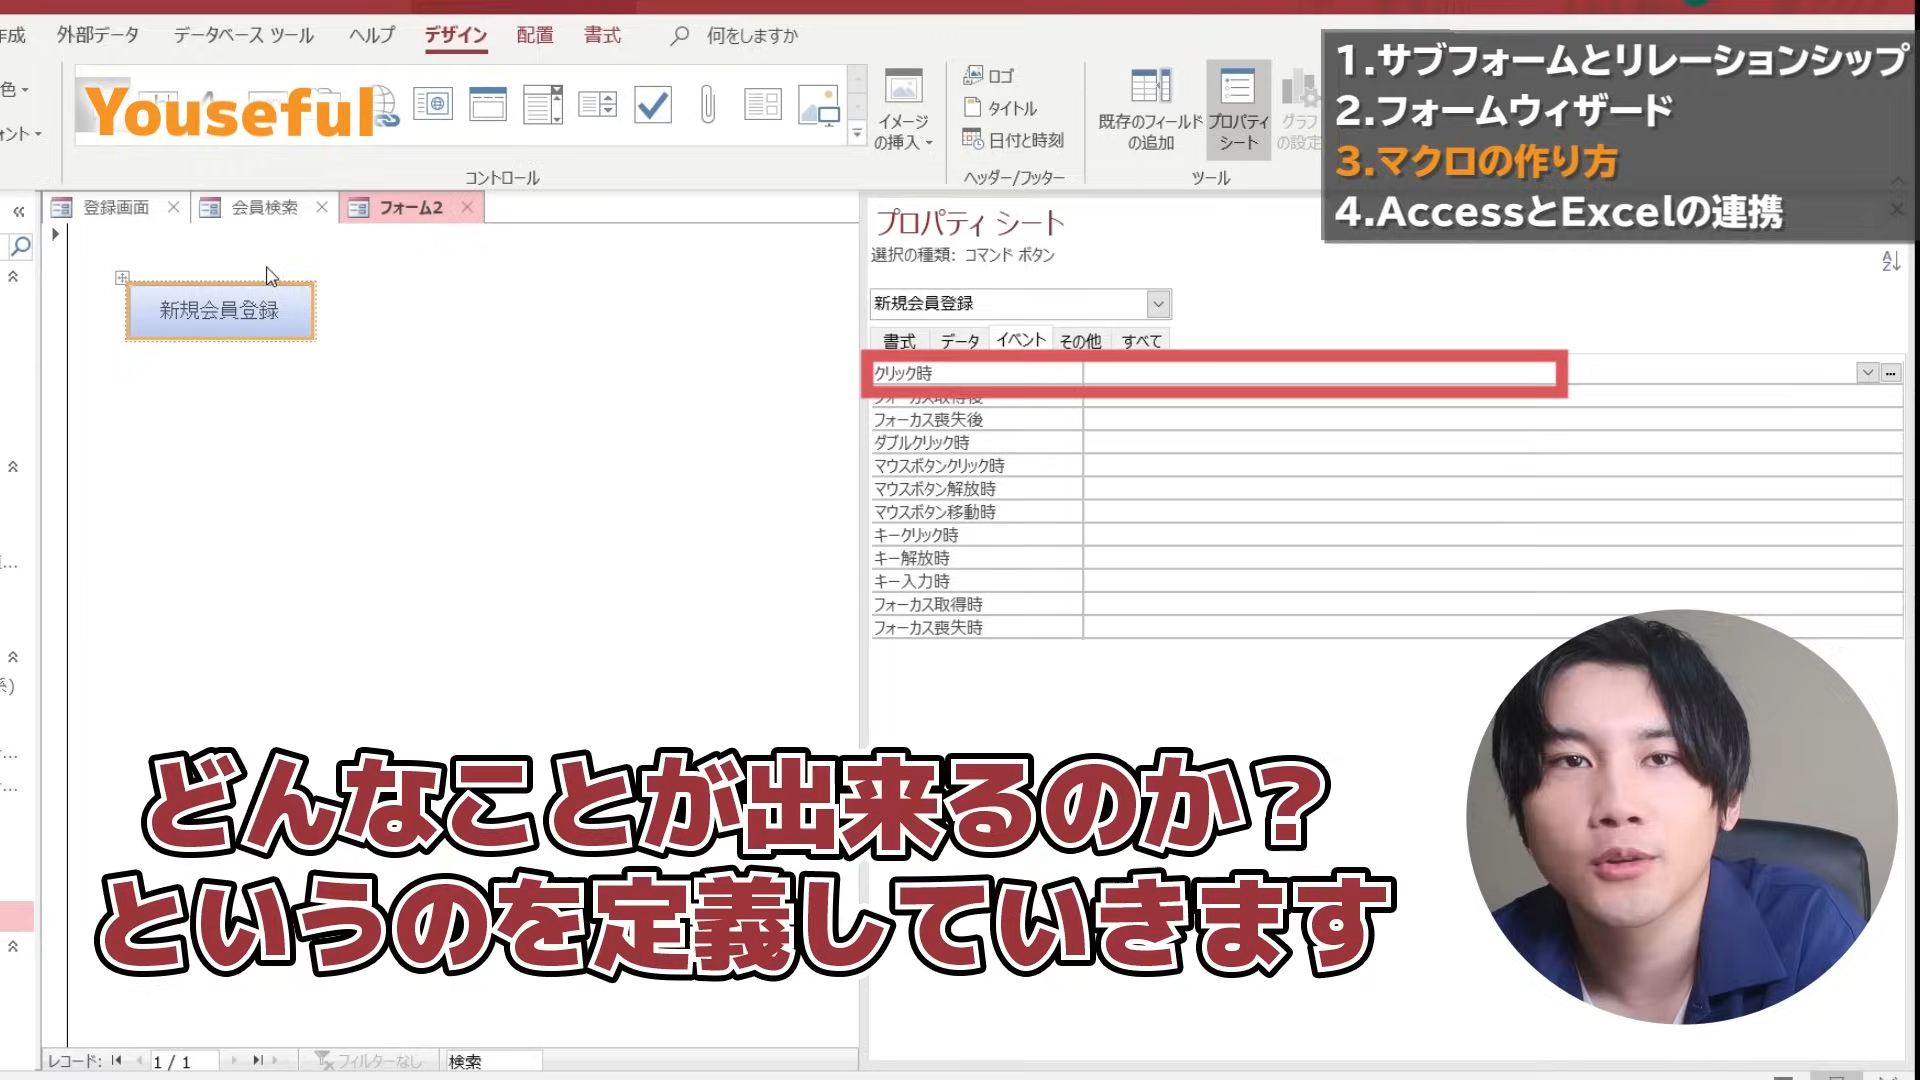 外部データ
データベース ツール
ヘルプ
デザイン
配置
書式
何をしますか
Youseful
コントロール
イメージ
の挿入
ロゴ
タイトル
日付と時刻
ヘッダー/フッター
既存のフィールド
の追加
プロパティ
シート
グラフ
の設定
ツール
1.サブフォームとリレーションシップ
2.フォームウィザード
3.マクロの作り方
4.AccessとExcelの連携
登録画面
会員検索
フォーム2
新規会員登録
プロパティ シート
選択の種類: コマンド ボタン
新規会員登録
書式
データ
イベント
その他
すべて
クリック時
フォーカス取得後
フォーカス喪失後
ダブルクリック時
マウスボタンクリック時
マウスボタン解放時
マウスボタン移動時
キークリック時
キー解放時
キー入力時
フォーカス取得時
フォーカス喪失時
どんなことが出来るのか?
というのを定義していきます
レコード:
1 / 1
フィルターなし
検索